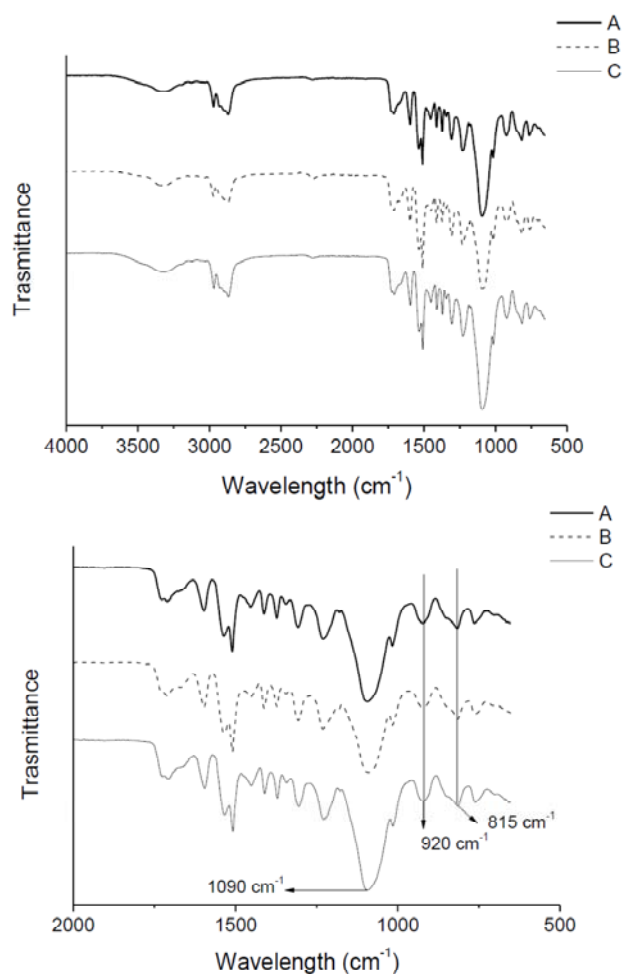 A
B
C
Trasmittance
4000 3500 3000 2500 2000 1500 1000 500
Wavelength (cm⁻¹)
A
B
C
Trasmittance
815 cm⁻¹
920 cm⁻¹
1090 cm⁻¹
2000 1500 1000 500
Wavelength (cm⁻¹)